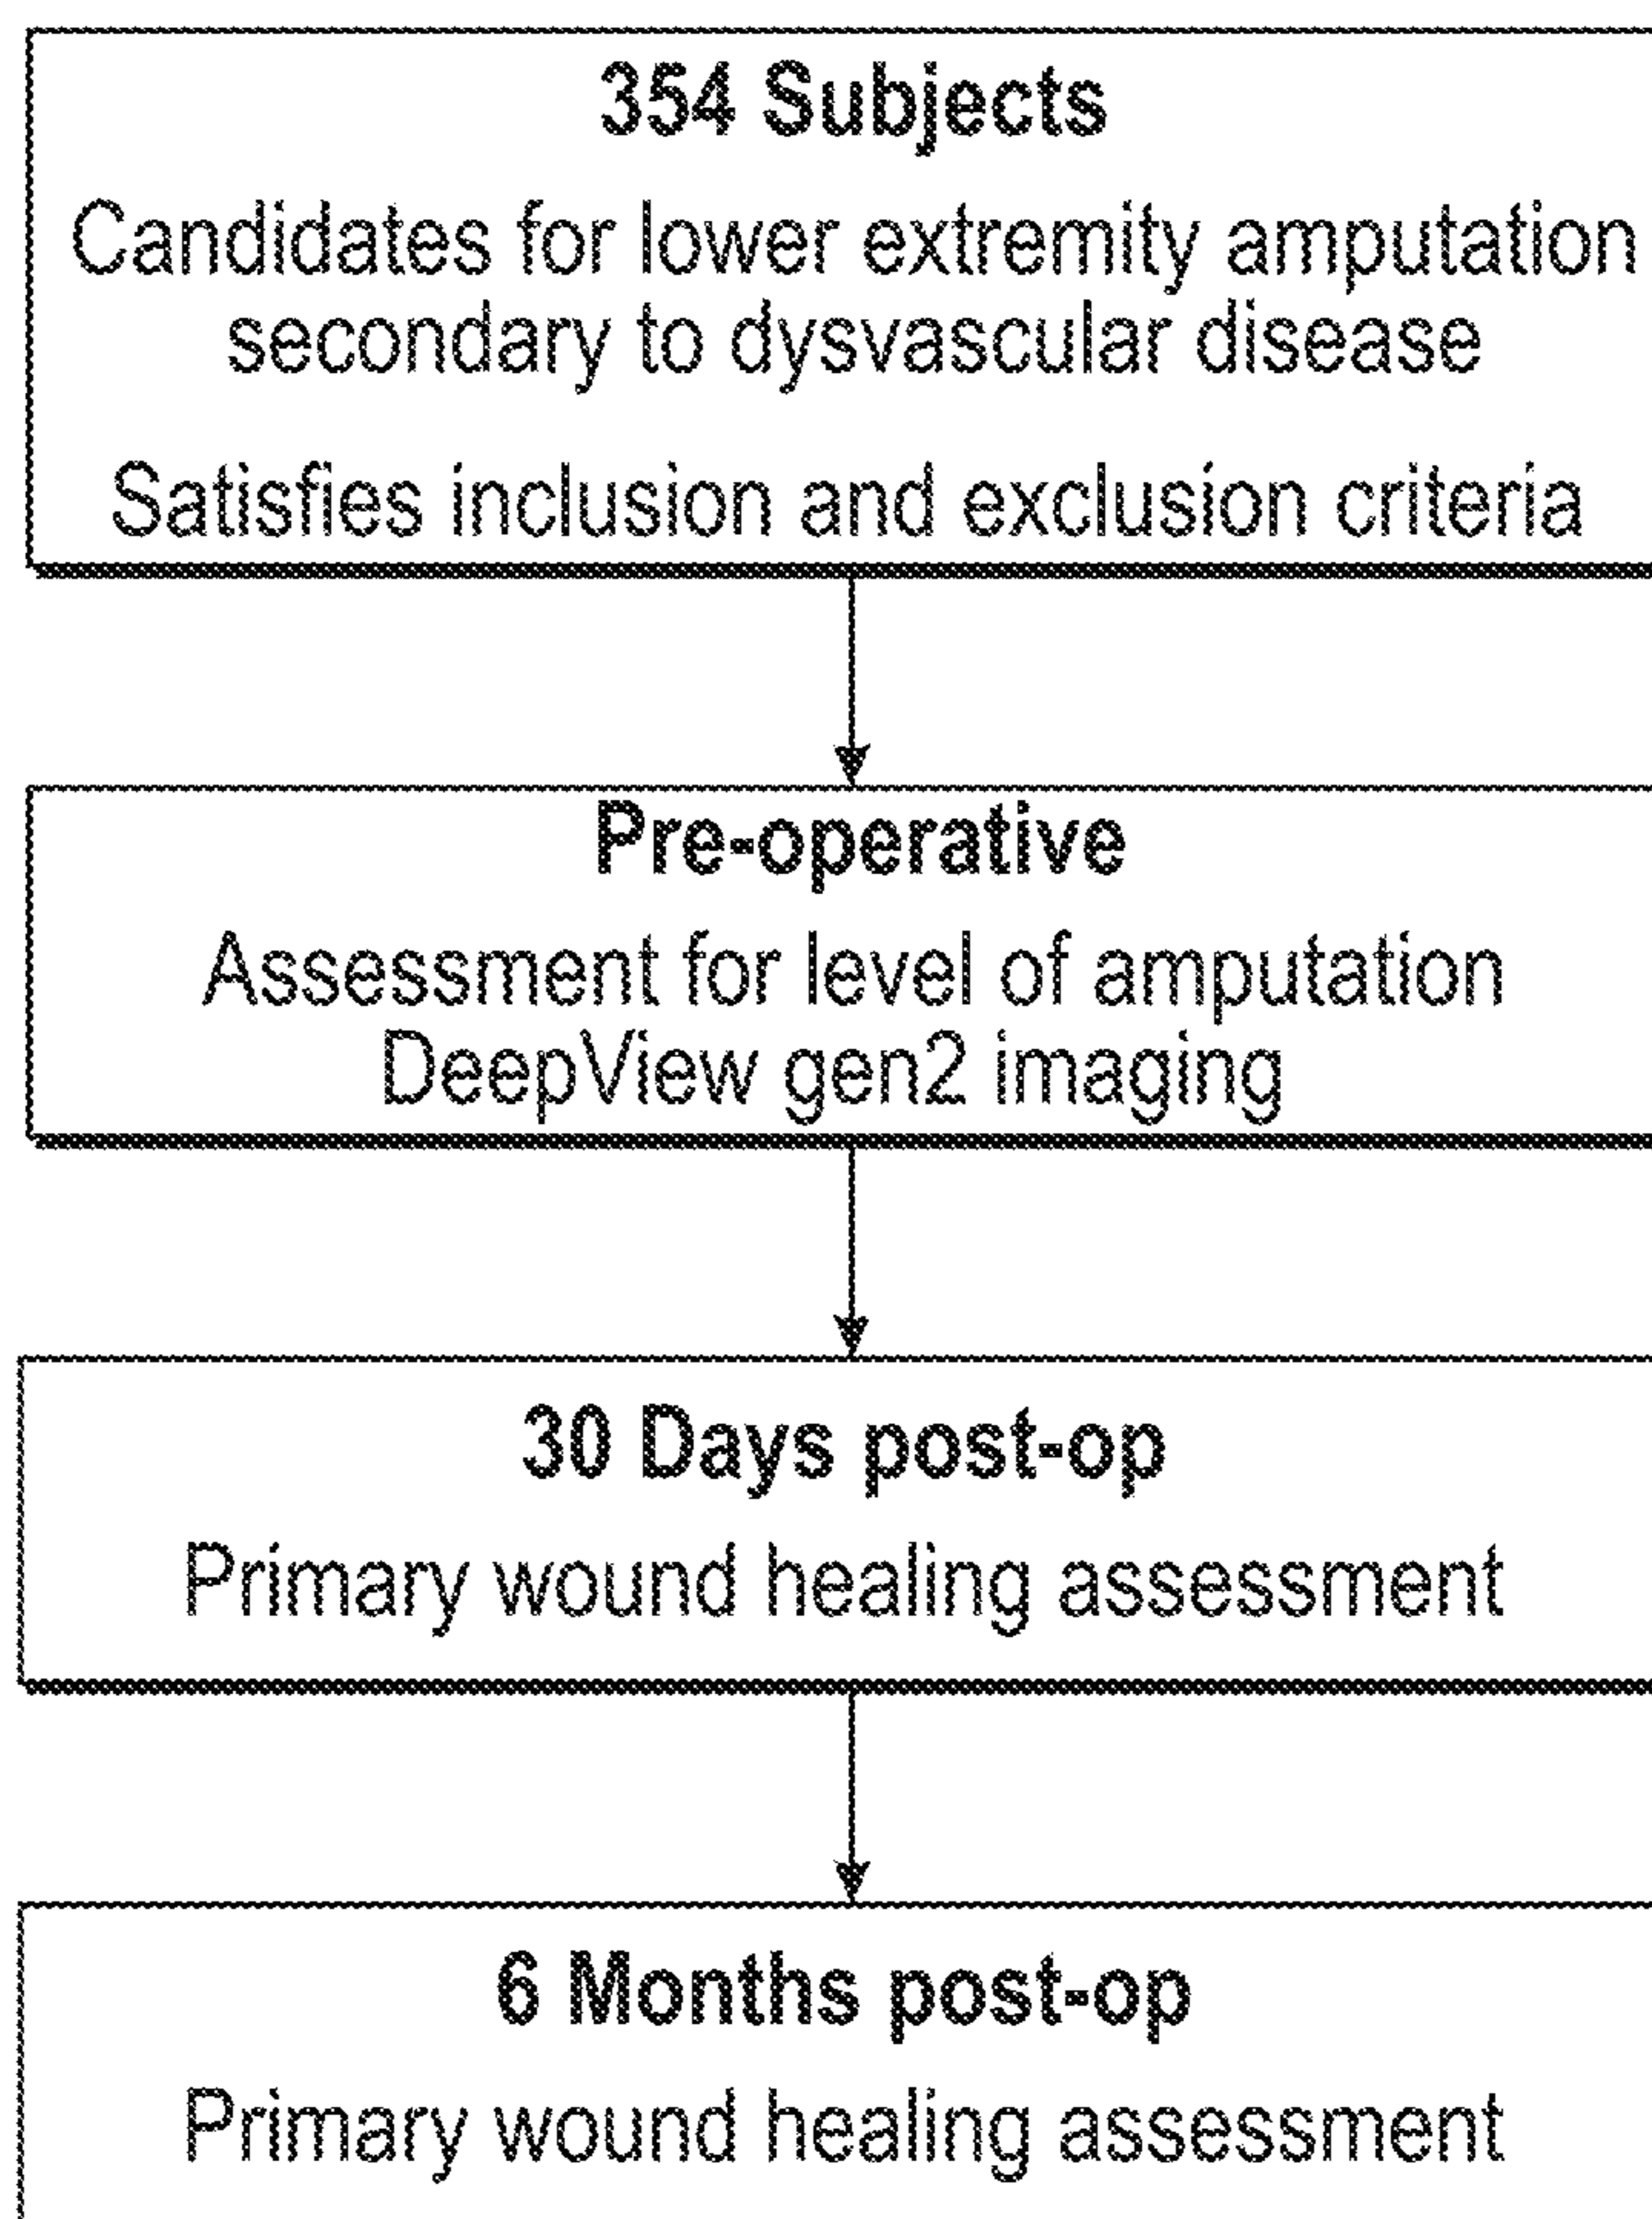 354 Subjects
Candidates for lower extremity amputation
secondary to dysvascular disease
Satisfies inclusion and exclusion criteria
Pre-operative
Assessment for level of amputation
DeepView gen2 imaging
30 Days post-op
Primary wound healing assessment
6 Months post-op
Primary wound healing assessment